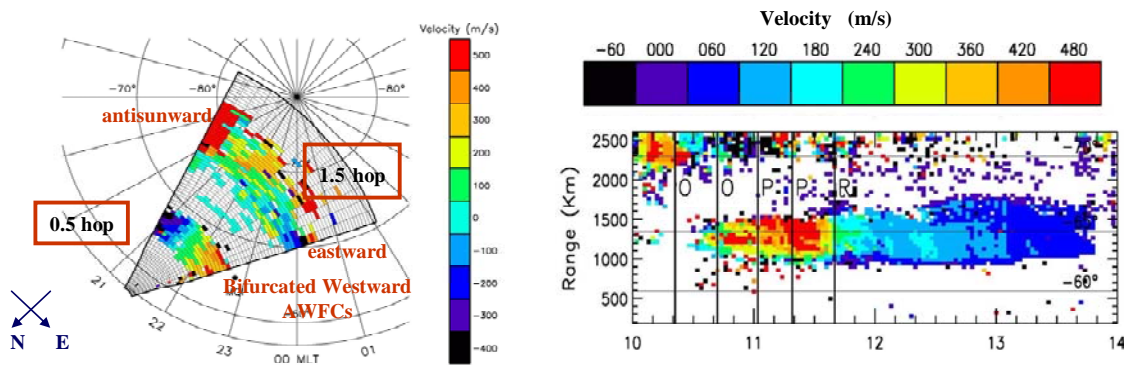 Velocity (m/s)
500
400
300
200
100
0
-100
-200
-300
-400
-70°
-80°
antisunward
1.5 hop
0.5 hop
eastward
Bifurcated Westward
AWFCs
21
22
23
00 MLT
01
N E
Velocity (m/s)
-60 000 060 120 180 240 300 360 420 480
Range (Km)
2500
2000
1500
1000
500
O O P P R
-60°
10 11 12 13 14